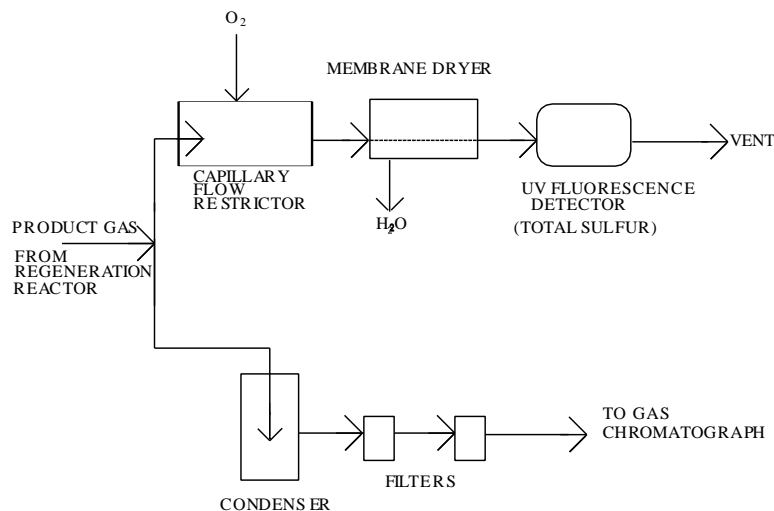 O2
MEMBRANE DRYER
CAPILLARY
FLOW
RESTRICTOR
VENT
UV FLUORESCENCE
DETECTOR
(TOTAL SULFUR)
H2O
PRODUCT GAS
FROM
REGENERATION
REACTOR
TO GAS
CHROMATOGRAPH
FILTERS
CONDENSER